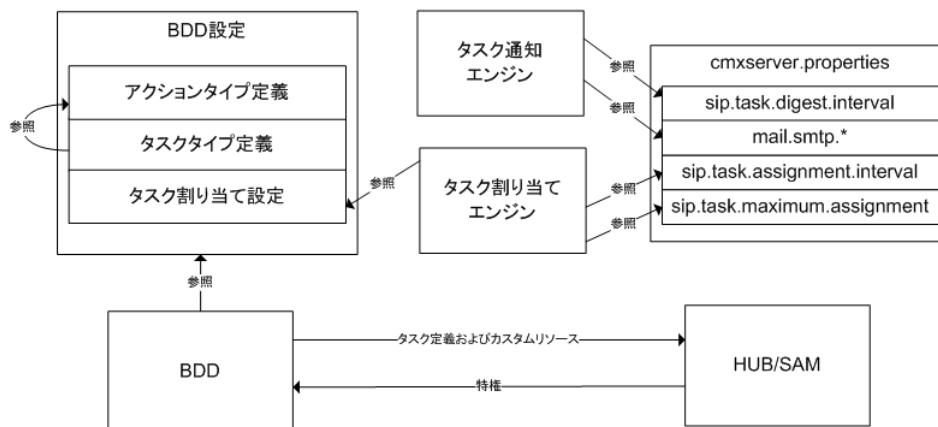 BDD設定
アクションタイプ定義
タスクタイプ定義
タスク割り当て設定
参照
タスク通知
エンジン
参照
参照
cmxserver.properties
sip.task.digest.interval
mail.smtp.*
sip.task.assignment.interval
sip.task.maximum.assignment
参照
タスク割り当て
エンジン
参照
参照
参照
BDD
タスク定義およびカスタムリソース
特権
HUB/SAM